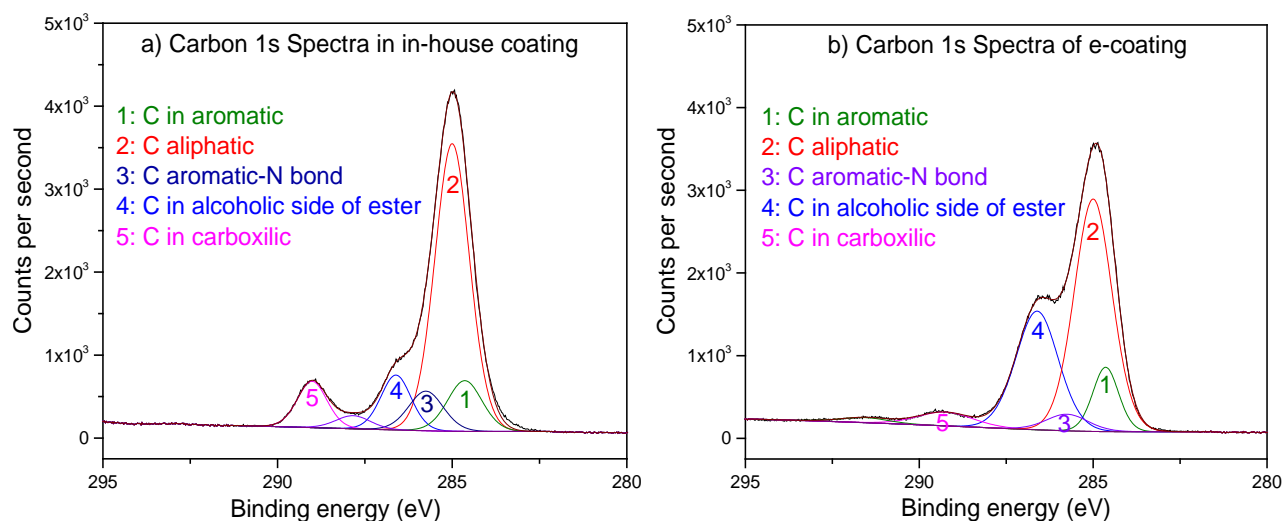 a) Carbon 1s Spectra in in-house coating
1: C in aromatic
2: C aliphatic
3: C aromatic-N bond
4: C in alcoholic side of ester
5: C in carboxilic
5x10³
4x10³
3x10³
2x10³
1x10³
0
Counts per second
5
4
3
1
2
295
290
285
280
Binding energy (eV)
b) Carbon 1s Spectra of e-coating
1: C in aromatic
2: C aliphatic
3: C aromatic-N bond
4: C in alcoholic side of ester
5: C in carboxilic
5x10³
4x10³
3x10³
2x10³
1x10³
0
Counts per second
5
4
3
2
1
295
290
285
280
Binding energy (eV)